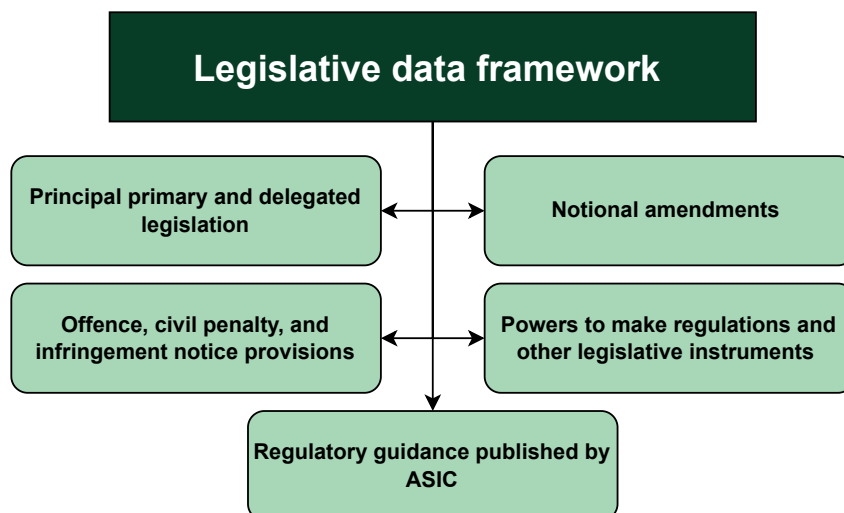 Legislative data framework
Principal primary and delegated
legislation
Notional amendments
Offence, civil penalty, and
infringement notice provisions
Powers to make regulations and
other legislative instruments
Regulatory guidance published by
ASIC